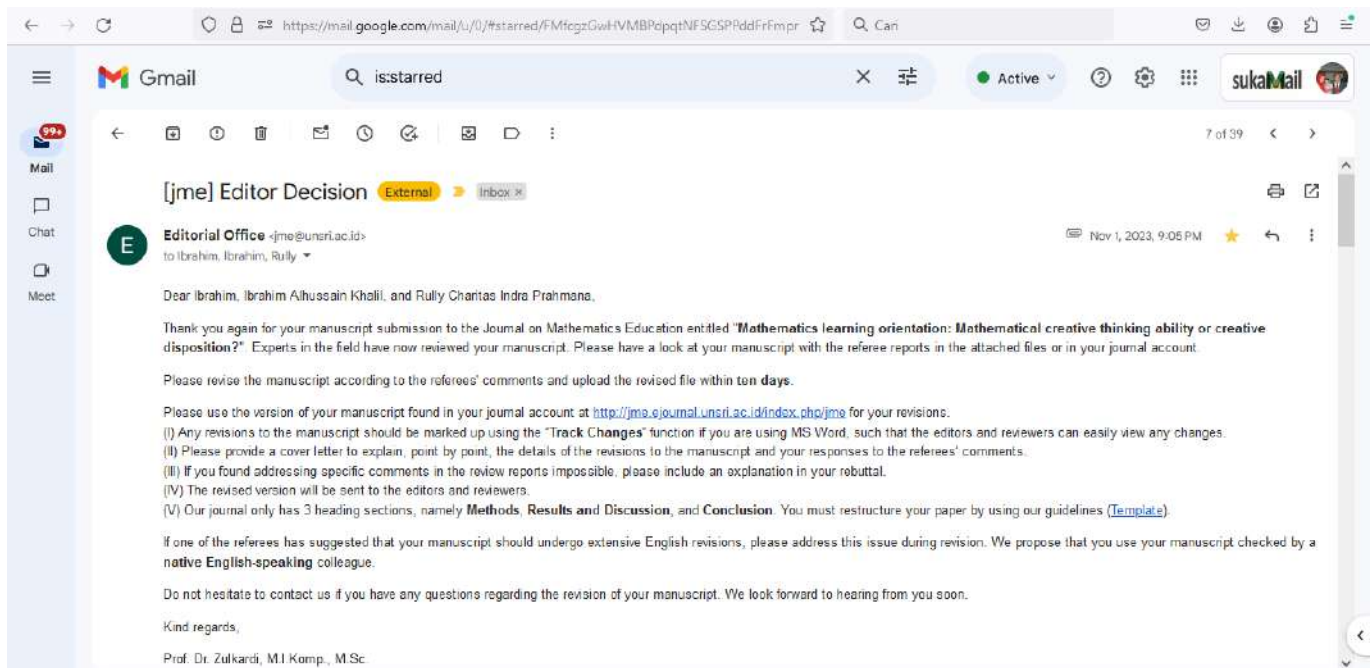 https://mail.google.com/mail/u/0/#starred/
Cari
Gmail
is:starred
Active
sukaMail
99+
Mail
Chat
Meet
7 of 39
[jme] Editor Decision External Inbox ×
E
Editorial Office <jme@unsri.ac.id>
Nov 1, 2023, 9:05 PM
to Ibrahim, Ibrahim, Rully
Dear Ibrahim, Ibrahim Alhussain Khalil, and Rully Charitas Indra Prahmana,
Thank you again for your manuscript submission to the Journal on Mathematics Education entitled "Mathematics learning orientation: Mathematical creative thinking ability or creative
disposition?". Experts in the field have now reviewed your manuscript. Please have a look at your manuscript with the referee reports in the attached files or in your journal account.
Please revise the manuscript according to the referees' comments and upload the revised file within ten days.
Please use the version of your manuscript found in your journal account at http://jme.ejournal.unsri.ac.id/index.php/jme for your revisions.
(I) Any revisions to the manuscript should be marked up using the "Track Changes" function if you are using MS Word, such that the editors and reviewers can easily view any changes.
(II) Please provide a cover letter to explain, point by point, the details of the revisions to the manuscript and your responses to the referees' comments.
(III) If you found addressing specific comments in the review reports impossible, please include an explanation in your rebuttal.
(IV) The revised version will be sent to the editors and reviewers.
(V) Our journal only has 3 heading sections, namely Methods, Results and Discussion, and Conclusion. You must restructure your paper by using our guidelines (Template).
If one of the referees has suggested that your manuscript should undergo extensive English revisions, please address this issue during revision. We propose that you use your manuscript checked by a
native English-speaking colleague.
Do not hesitate to contact us if you have any questions regarding the revision of your manuscript. We look forward to hearing from you soon.
Kind regards,
Prof. Dr. Zulkardi, M.I.Komp., M.Sc.